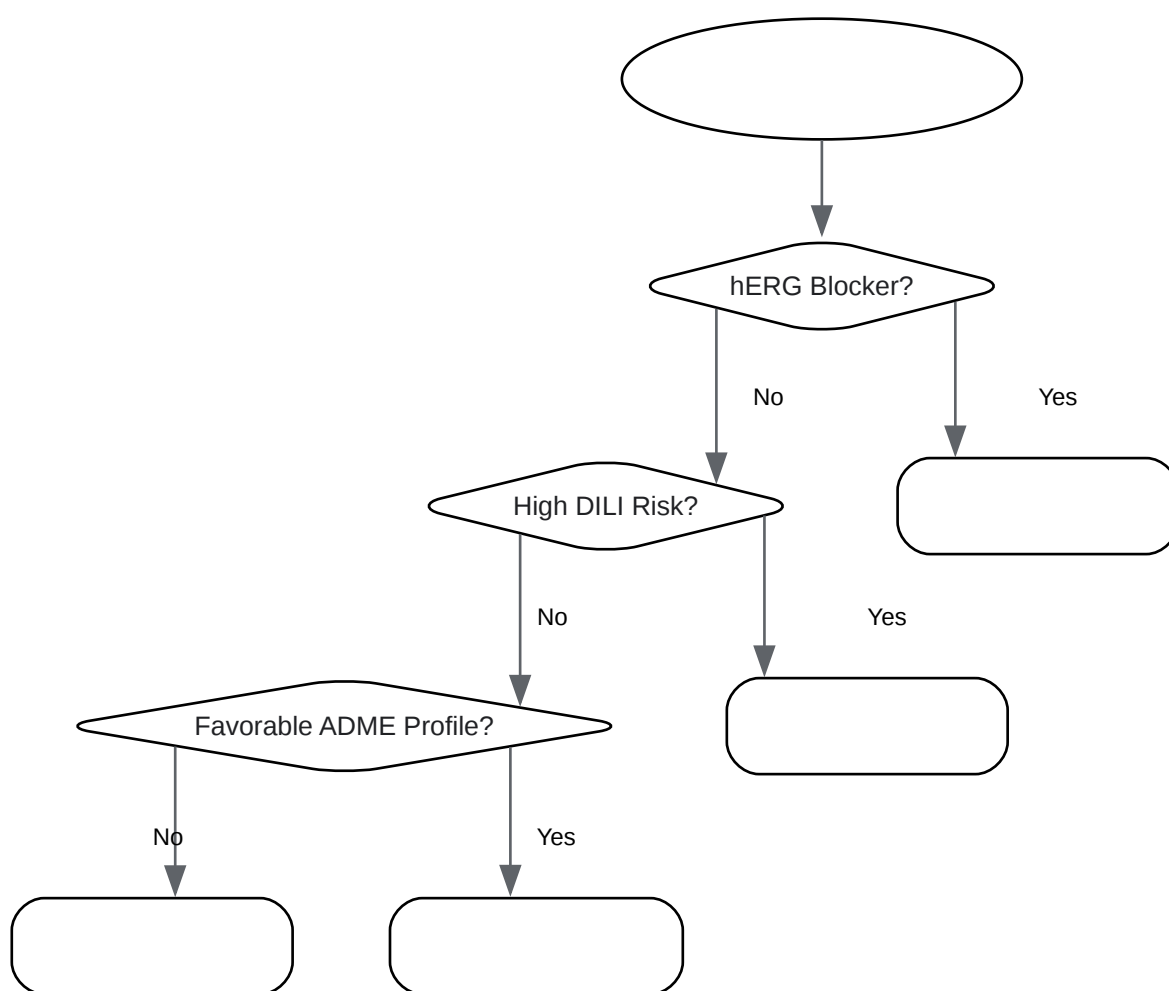 hERG Blocker?
No
Yes
High DILI Risk?
No
Yes
Favorable ADME Profile?
No
Yes